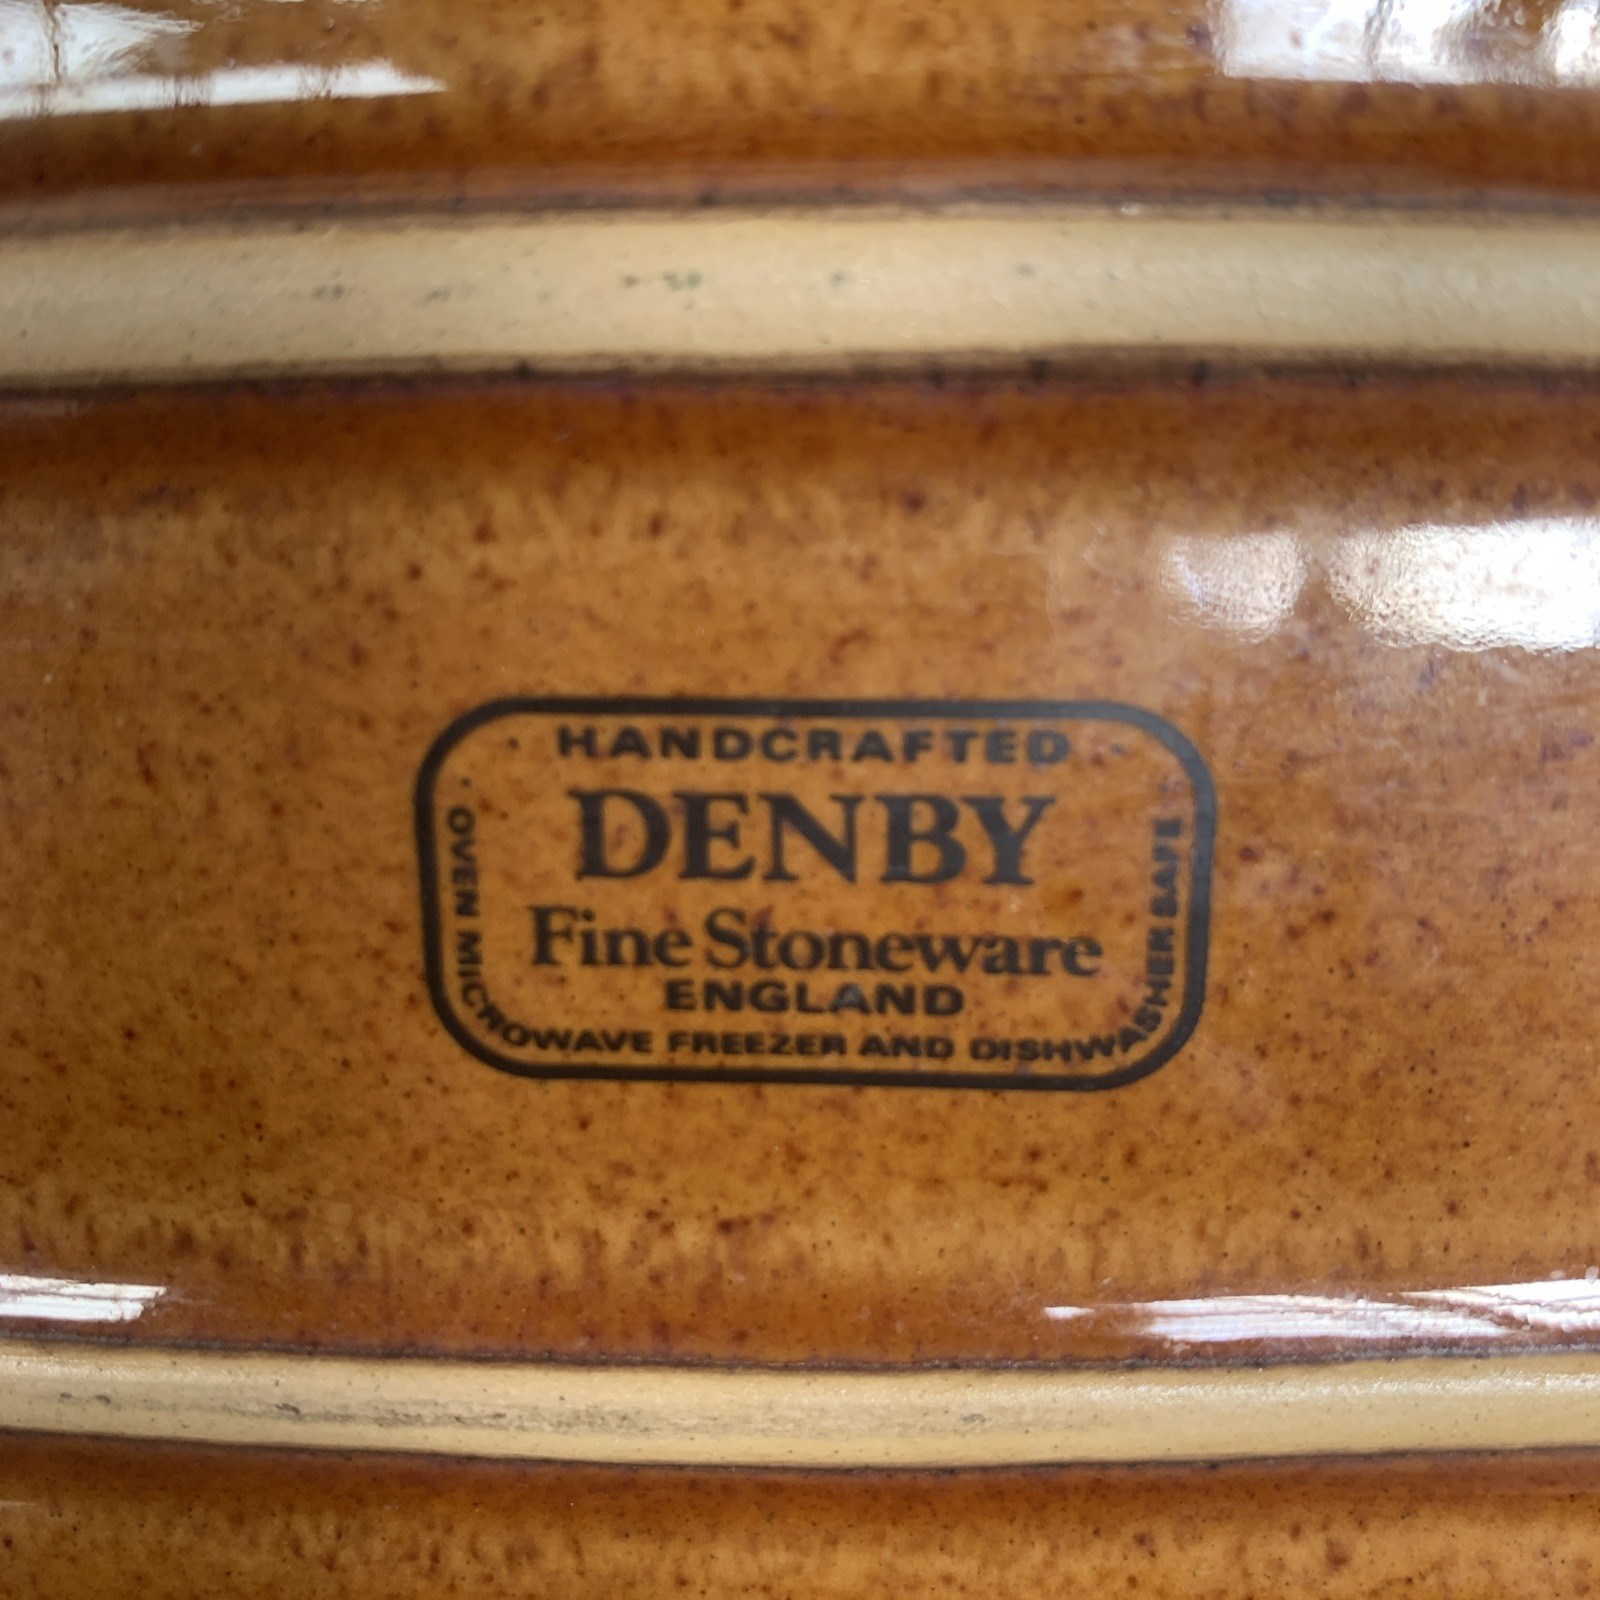 HANDCRAFTED
DENBY
Fine Stoneware
ENGLAND
OVEN MICROWAVE FREEZER AND DISHWASHER SAFE